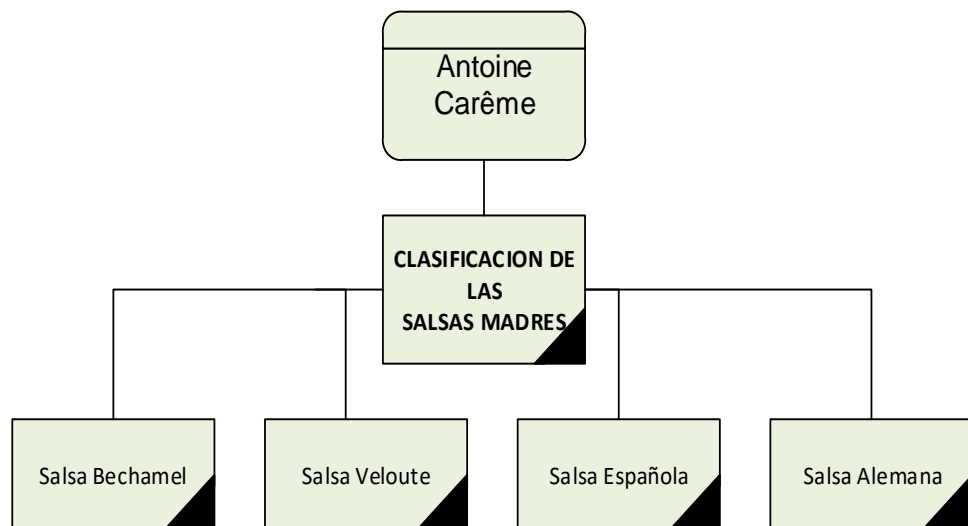 Antoine
Carême
CLASIFICACION DE
LAS
SALSAS MADRES
Salsa Bechamel
Salsa Veloute
Salsa Española
Salsa Alemana